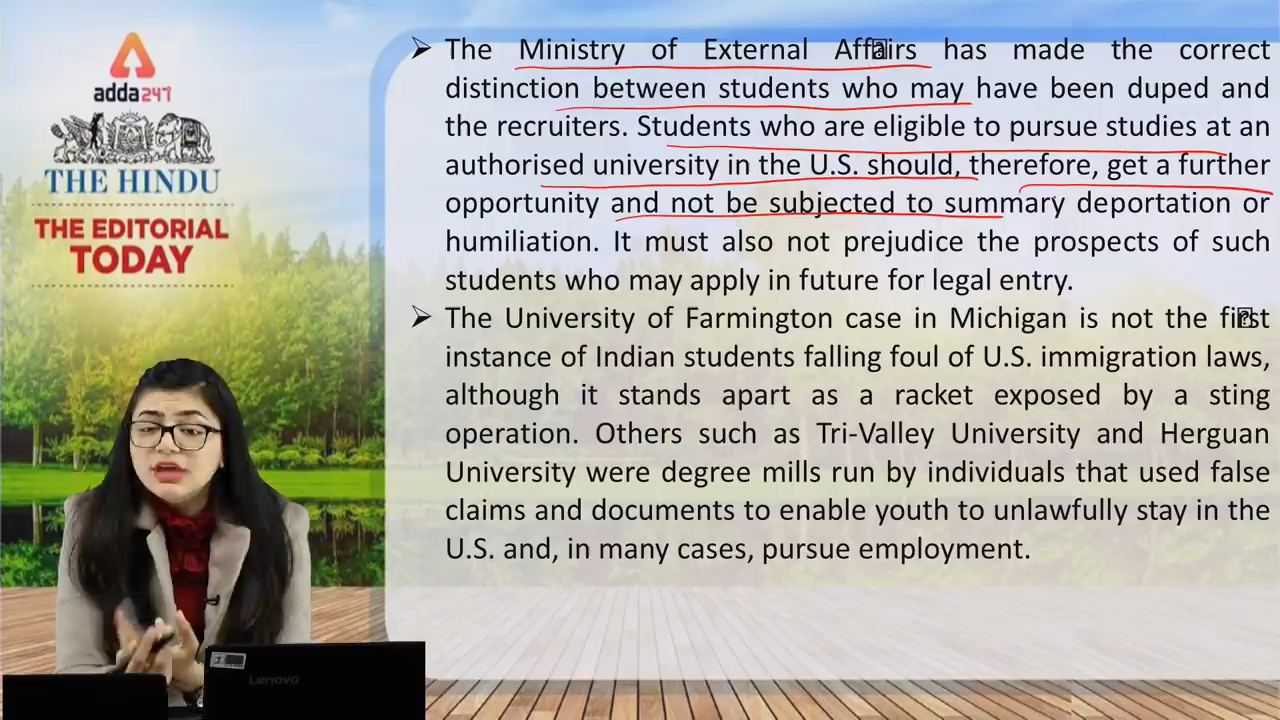 adda247
THE HINDU
THE EDITORIAL
TODAY
➢ The Ministry of External Affairs has made the correct
distinction between students who may have been duped and
the recruiters. Students who are eligible to pursue studies at an
authorised university in the U.S. should, therefore, get a further
opportunity and not be subjected to summary deportation or
humiliation. It must also not prejudice the prospects of such
students who may apply in future for legal entry.
➢ The University of Farmington case in Michigan is not the first
instance of Indian students falling foul of U.S. immigration laws,
although it stands apart as a racket exposed by a sting
operation. Others such as Tri-Valley University and Herguan
University were degree mills run by individuals that used false
claims and documents to enable youth to unlawfully stay in the
U.S. and, in many cases, pursue employment.
Lenovo